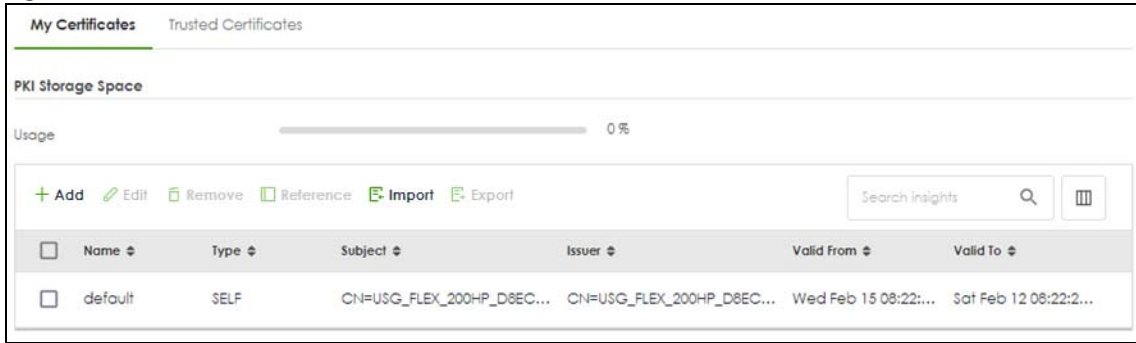 My Certificates Trusted Certificates
PKI Storage Space
Usage 0 %
+ Add Edit Remove Reference Import Export Search insights
Name Type Subject Issuer Valid From Valid To
default SELF CN=USG_FLEX_200HP_D8EC... CN=USG_FLEX_200HP_D8EC... Wed Feb 15 08:22:... Sat Feb 12 08:22:2...